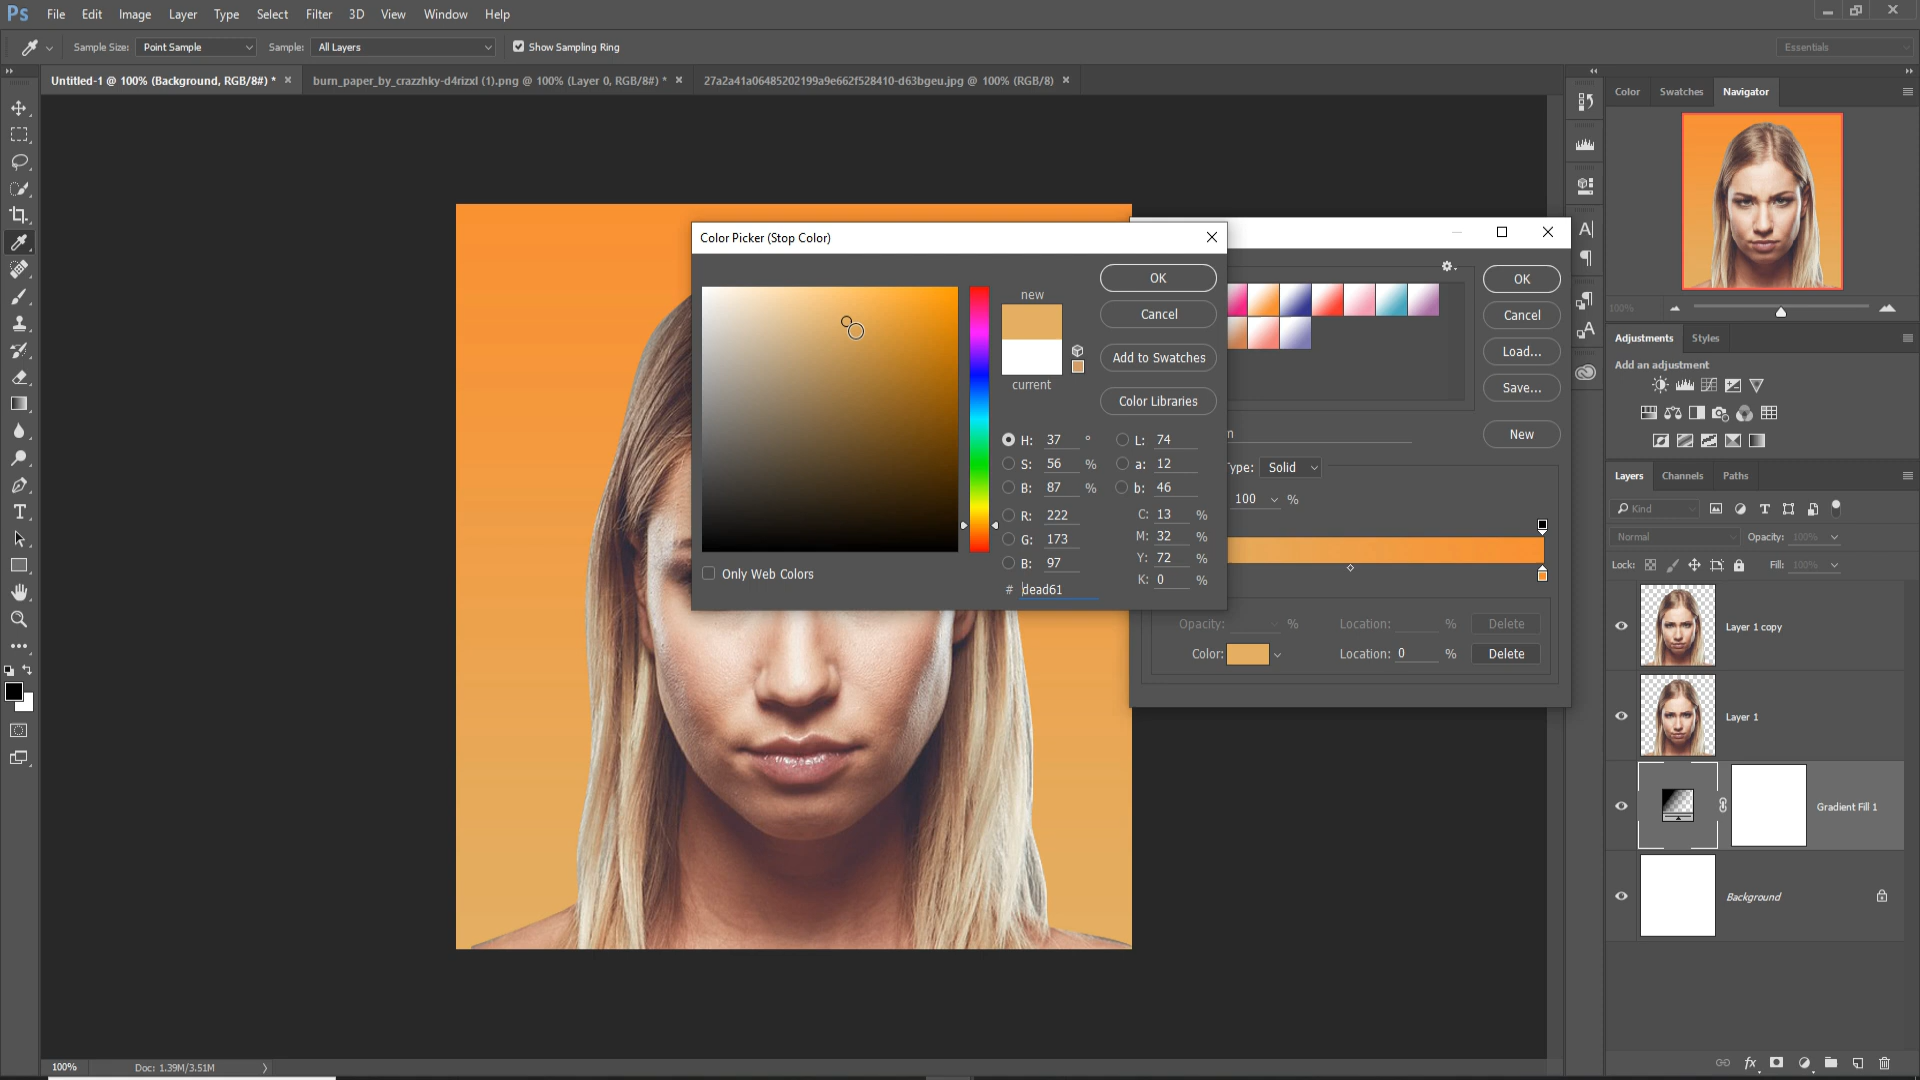 Ps File Edit Image Layer Type Select Filter 3D View Window Help
Sample Size: Point Sample Sample: All Layers Show Sampling Ring Essentials
Untitled-1 @ 100% (Background, RGB/8#) * × burn_paper_by_crazzhky-d4rizxl (1).png @ 100% (Layer 0, RGB/8#) * × 27a2a41a06485202199a9e662f528410-d63bgeu.jpg @ 100% (RGB/8) ×
Color Swatches Navigator
100%
Adjustments Styles
Add an adjustment
Layers Channels Paths
Kind
Normal Opacity: 100%
Lock: Fill: 100%
Layer 1 copy
Layer 1
Gradient Fill 1
Background
Color Picker (Stop Color)
new
current
OK
Cancel
Add to Swatches
Color Libraries
H: 37 ° L: 74
S: 56 % a: 12
B: 87 % b: 46
R: 222 C: 13 %
G: 173 M: 32 %
B: 97 Y: 72 %
# dead61 K: 0 %
Only Web Colors
OK
Cancel
Load...
Save...
New
Type: Solid
100 %
Opacity: % Location: % Delete
Color: Location: 0 % Delete
100% Doc: 1.39M/3.51M